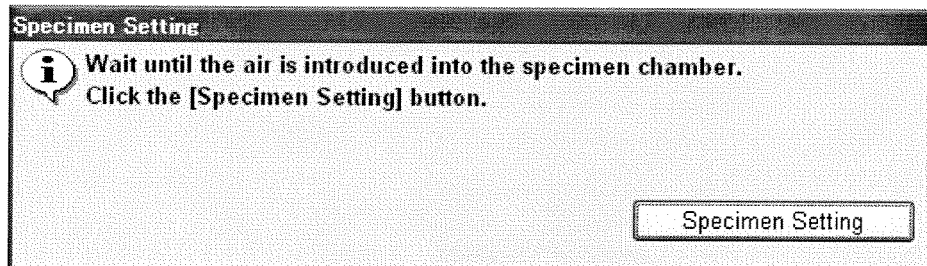 Specimen Setting
Wait until the air is introduced into the specimen chamber.
Click the [Specimen Setting] button.
Specimen Setting